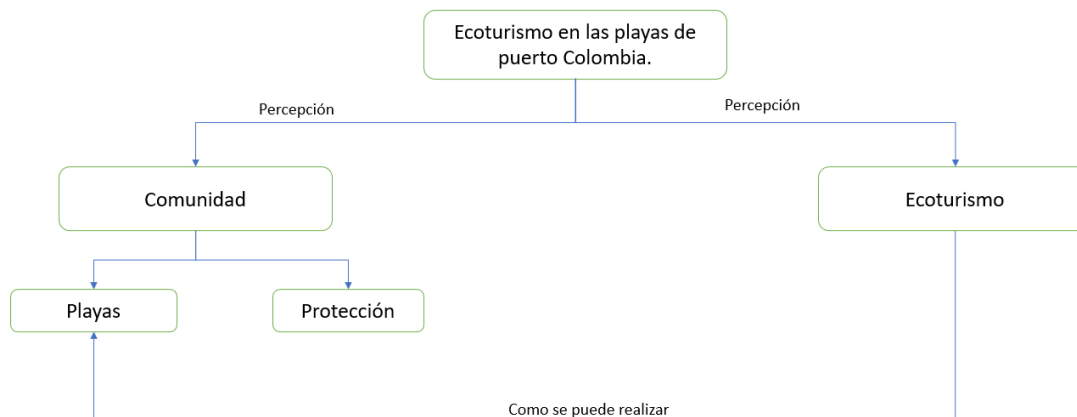 Ecoturismo en las playas de
puerto Colombia.
Percepción
Percepción
Comunidad
Ecoturismo
Playas
Protección
Como se puede realizar